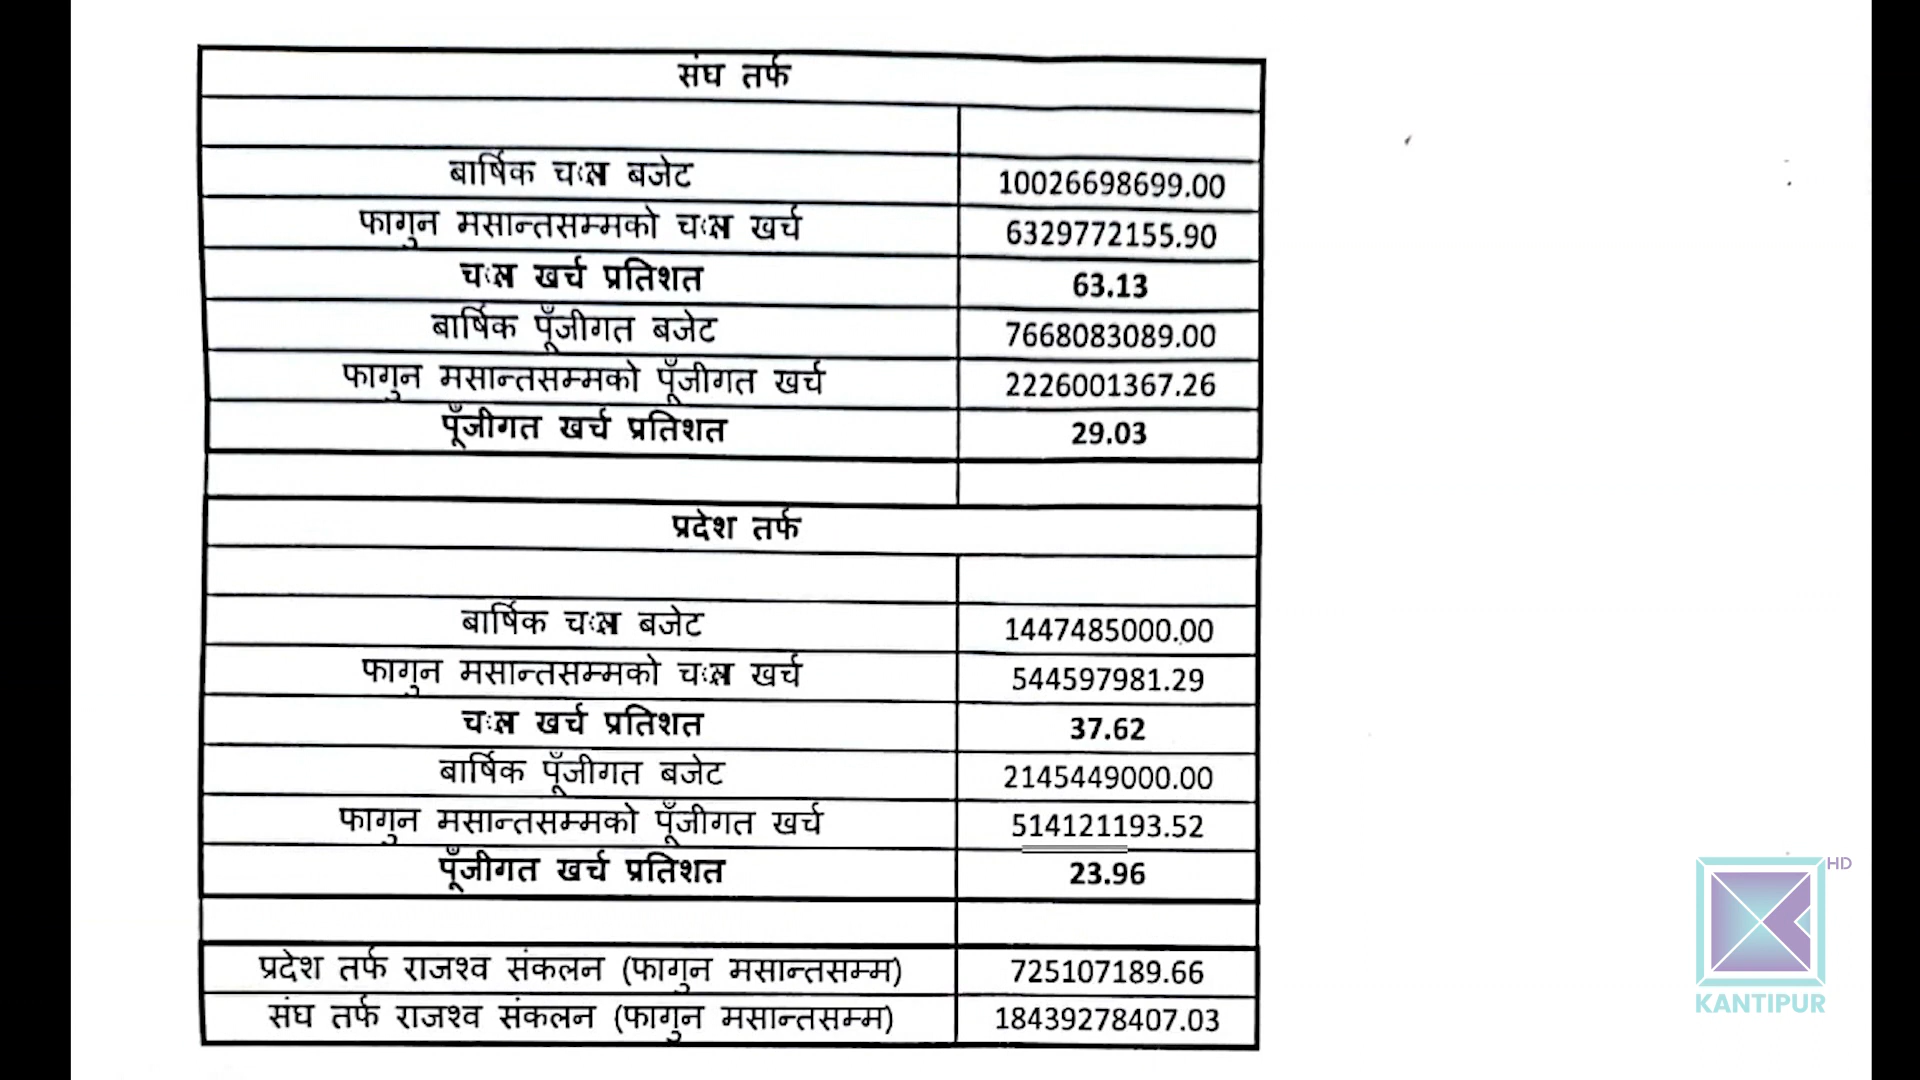 संघ तर्फ
बार्षिक बजेट 10026698699.00
फागुन मसान्तसम्मको खर्च 6329772155.90
खर्च प्रतिशत 63.13
बार्षिक पूँजीगत बजेट 7668083089.00
फागुन मसान्तसम्मको पूँजीगत खर्च 2226001367.26
पूँजीगत खर्च प्रतिशत 29.03
प्रदेश तर्फ
बार्षिक बजेट 1447485000.00
फागुन मसान्तसम्मको खर्च 544597981.29
खर्च प्रतिशत 37.62
बार्षिक पूँजीगत बजेट 2145449000.00
फागुन मसान्तसम्मको पूँजीगत खर्च 514121193.52
पूँजीगत खर्च प्रतिशत 23.96
प्रदेश तर्फ राजश्व संकलन (फागुन मसान्तसम्म) 725107189.66
संघ तर्फ राजश्व संकलन (फागुन मसान्तसम्म) 18439278407.03
HD
KANTIPUR